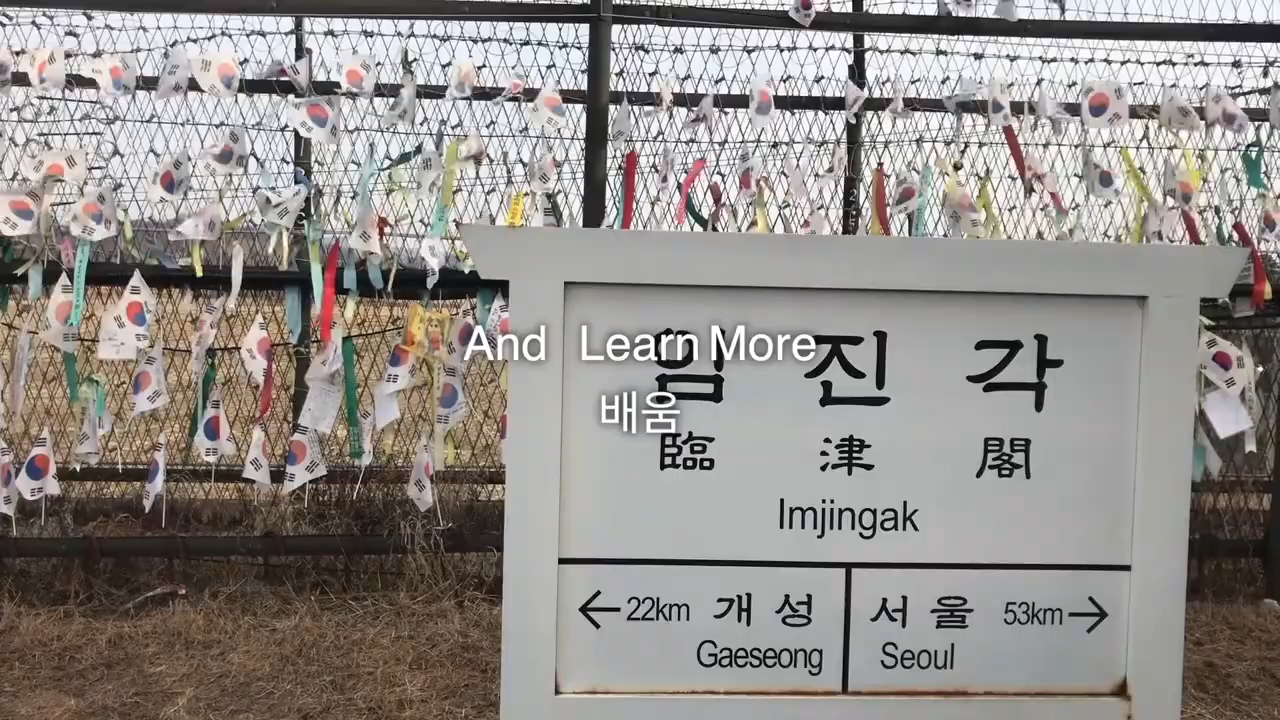 And Learn More
배움
임 진 각
臨 津 閣
Imjingak
←22km 개 성
Gaeseong
서 울 53km→
Seoul